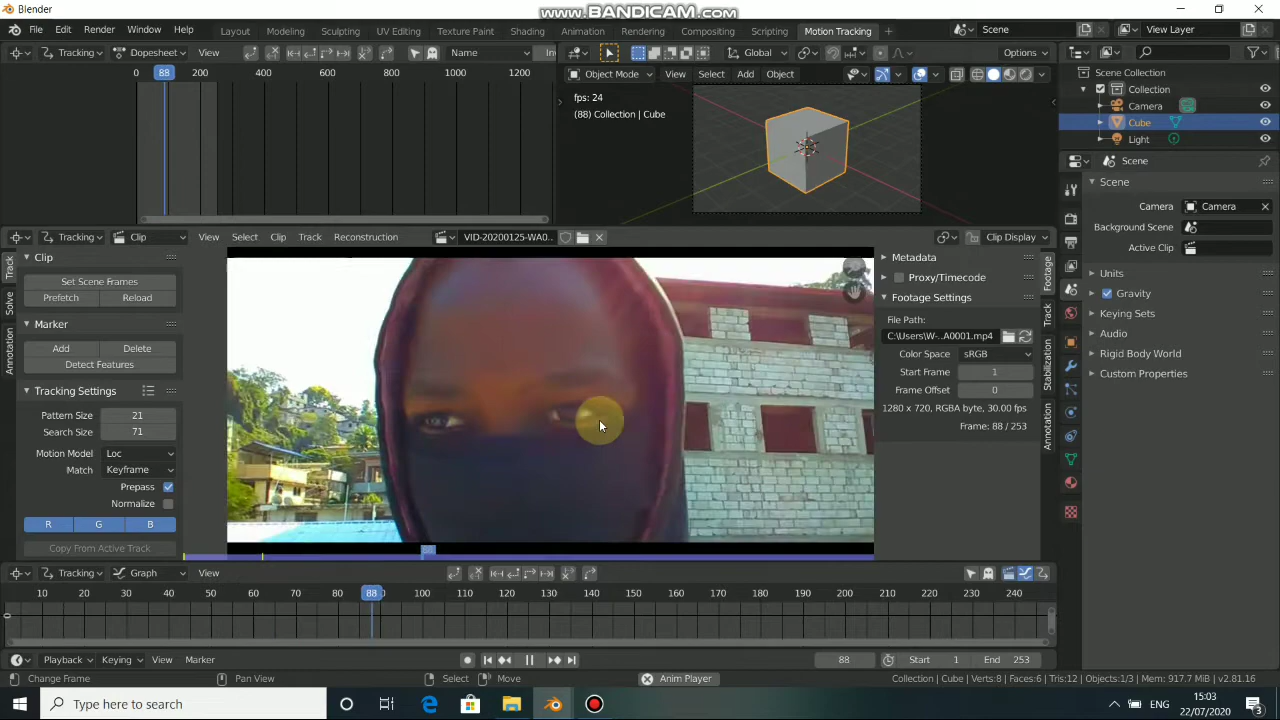 Blender
www.BANDICAM.com
File Edit Render Window Help Layout Modeling Sculpting UV Editing Texture Paint Shading Animation Rendering Compositing Scripting Motion Tracking + Scene View Layer
Tracking Dopesheet View Name In
Global Options
88
0 200 400 600 800 1000 1200
Object Mode View Select Add Object
fps: 24
(88) Collection | Cube
Scene Collection
Collection
Camera
Cube
Light
Scene
Scene
Camera Camera
Background Scene
Active Clip
Units
Gravity
Keying Sets
Audio
Rigid Body World
Custom Properties
Tracking Clip View Select Clip Track Reconstruction VID-20200125-WA0.. Clip Display
Track
Solve
Annotation
Clip
Set Scene Frames
Prefetch Reload
Marker
Add Delete
Detect Features
Tracking Settings
Pattern Size 21
Search Size 71
Motion Model Loc
Match Keyframe
Prepass
Normalize
R G B
Copy From Active Track
88
Metadata
Proxy/Timecode
Footage Settings
File Path:
C:\Users\W-..A0001.mp4
Color Space sRGB
Start Frame 1
Frame Offset 0
1280 x 720, RGBA byte, 30.00 fps
Frame: 88 / 253
Footage
Track
Stabilization
Annotation
Tracking Graph View
10 20 30 40 50 60 70 88 100 110 120 130 140 150 160 170 180 190 200 210 220 230 240
Playback Keying View Marker 88 Start 1 End 253
Change Frame Pan View Select Move Anim Player Collection | Cube | Verts:8 | Faces:6 | Tris:12 | Objects:1/3 | Mem: 917.7 MiB | v2.81.16
Type here to search
ENG
15:03
22/07/2020
3